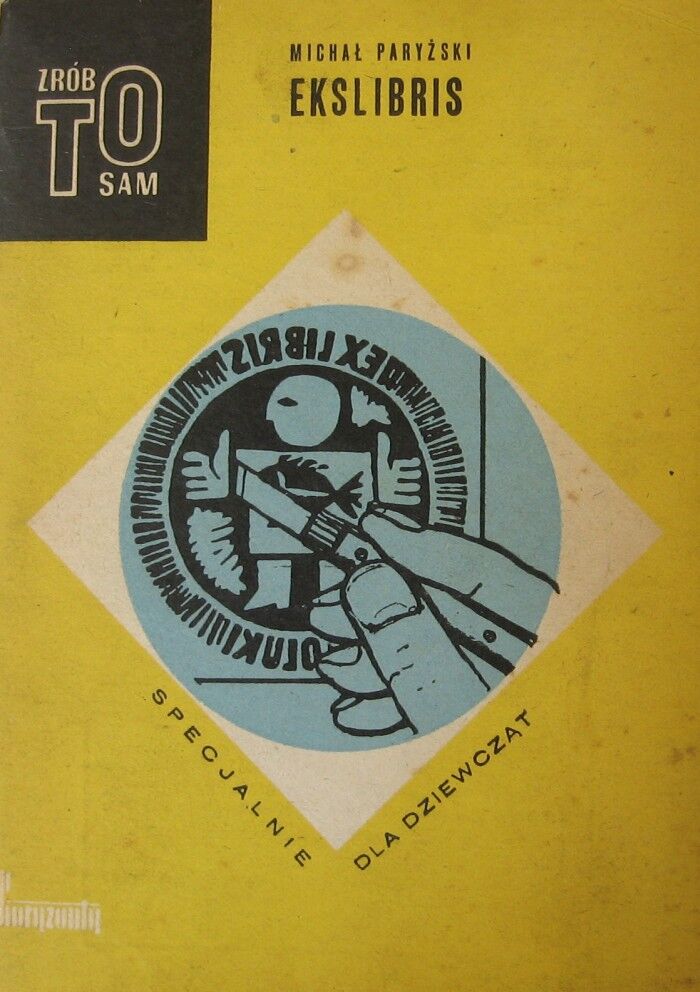 ZRÓB
TO
SAM
MICHAŁ PARYŻSKI
EKSLIBRIS
EX LIBRIS
SPECJALNIE
DLA DZIEWCZĄT